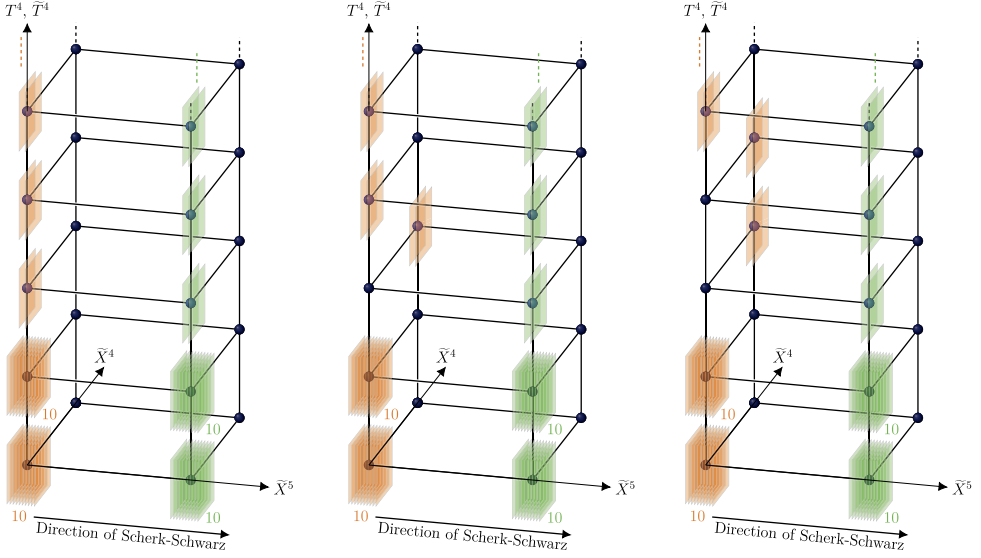 T⁴, T̃⁴ T⁴, T̃⁴ T⁴, T̃⁴
X̃⁴ X̃⁴ X̃⁴
10 10 10
10 10 10
X̃⁵ X̃⁵ X̃⁵
10 10 10 10 10 10
Direction of Scherk-Schwarz Direction of Scherk-Schwarz Direction of Scherk-Schwarz